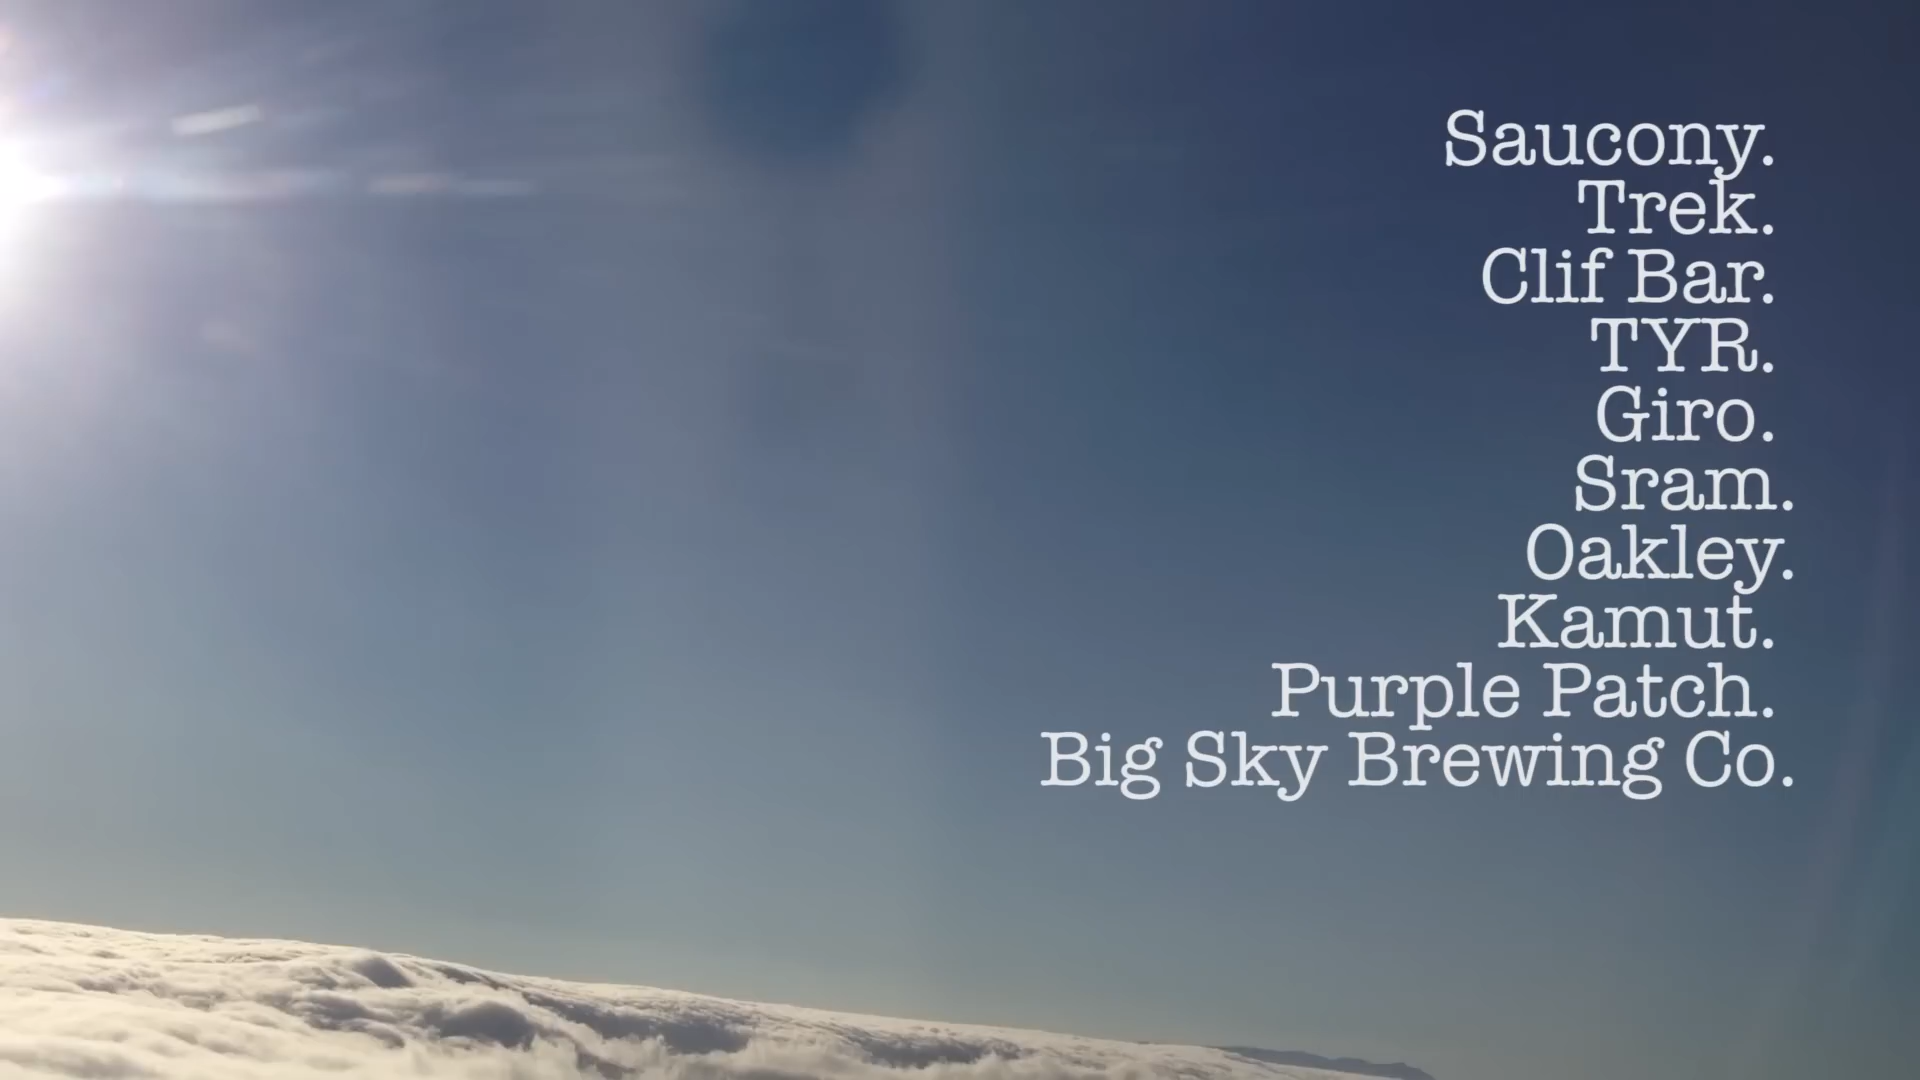 Saucony.
Trek.
Clif Bar.
TYR.
Giro.
Sram.
Oakley.
Kamut.
Purple Patch.
Big Sky Brewing Co.